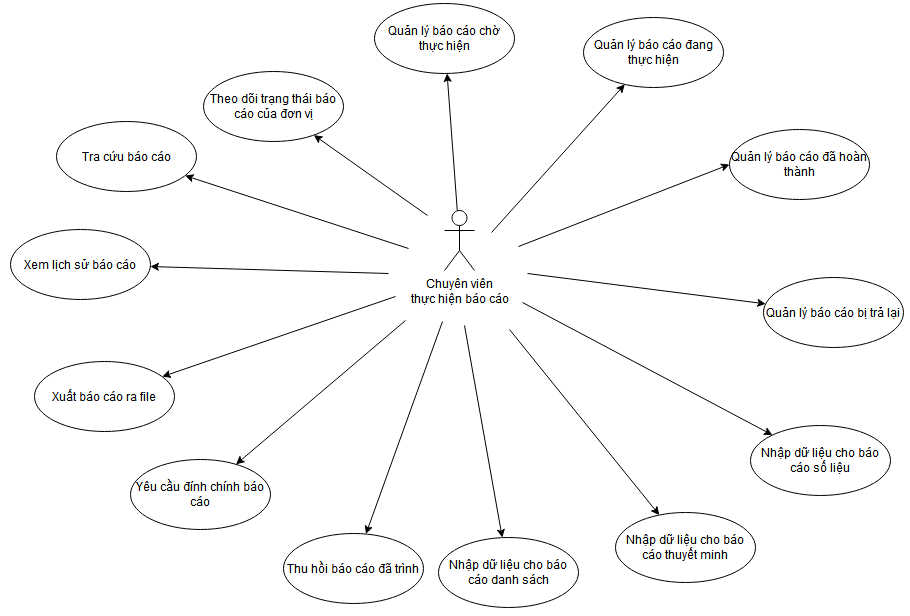 Quản lý báo cáo chờ
thực hiện
Quản lý báo cáo đang
thực hiện
Theo dõi trạng thái báo
cáo của đơn vị
Tra cứu báo cáo
Quản lý báo cáo đã hoàn
thành
Xem lịch sử báo cáo
Chuyên viên
thực hiện báo cáo
Quản lý báo cáo bị trả lại
Xuất báo cáo ra file
Nhập dữ liệu cho báo
cáo số liệu
Yêu cầu đính chính báo
cáo
Nhập dữ liệu cho báo
cáo thuyết minh
Thu hồi báo cáo đã trình
Nhập dữ liệu cho báo
cáo danh sách